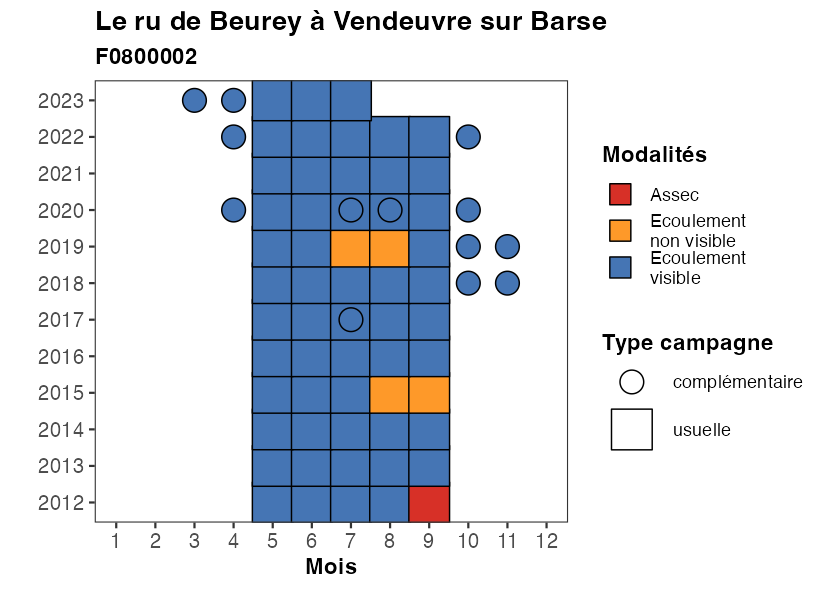 Le ru de Beurey à Vendeuvre sur Barse
F0800002
2023
2022
2021
2020
2019
2018
2017
2016
2015
2014
2013
2012
1 2 3 4 5 6 7 8 9 10 11 12
Mois
Modalités
Assec
Ecoulement
non visible
Ecoulement
visible
Type campagne
complémentaire
usuelle